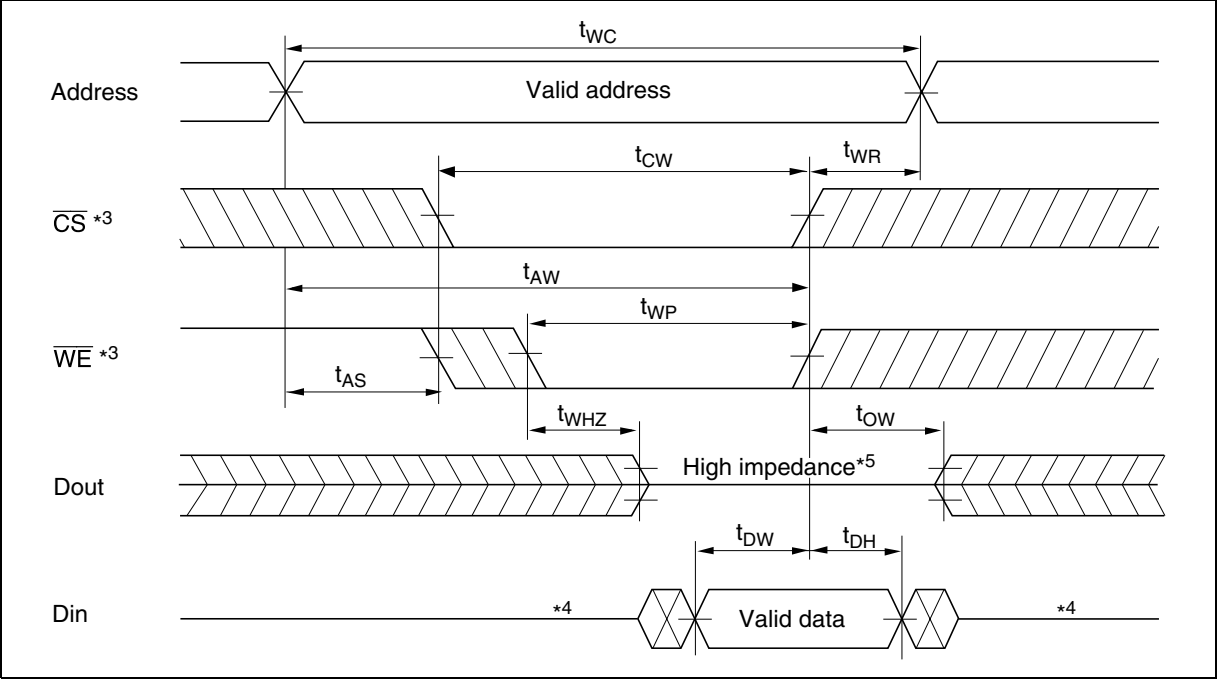 tWC
Address
Valid address
tCW
tWR
CS *3
tAW
tWP
WE *3
tAS
tWHZ
tOW
High impedance*5
Dout
tDW
tDH
Din
*4
Valid data
*4